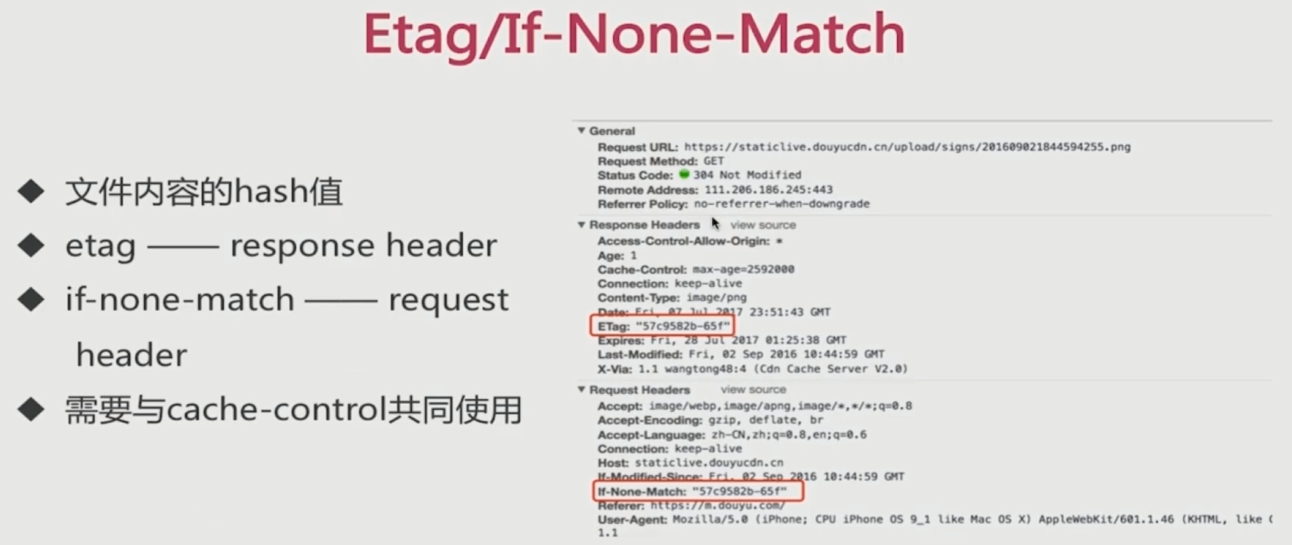 Etag/If-None-Match
◆ 文件内容的hash值
◆ etag —— response header
◆ if-none-match —— request
header
◆ 需要与cache-control共同使用
▼ General
Request URL: https://staticlive.douyucdn.cn/upload/signs/201609021844594255.png
Request Method: GET
Status Code: 304 Not Modified
Remote Address: 111.206.186.245:443
Referrer Policy: no-referrer-when-downgrade
▼ Response Headers view source
Access-Control-Allow-Origin: *
Age: 1
Cache-Control: max-age=2592000
Connection: keep-alive
Content-Type: image/png
Date: Fri, 07 Jul 2017 23:51:43 GMT
ETag: "57c9582b-65f"
Expires: Fri, 28 Jul 2017 01:25:38 GMT
Last-Modified: Fri, 02 Sep 2016 10:44:59 GMT
X-Via: 1.1 wangtong48:4 (Cdn Cache Server V2.0)
▼ Request Headers view source
Accept: image/webp,image/apng,image/*,*/*;q=0.8
Accept-Encoding: gzip, deflate, br
Accept-Language: zh-CN,zh;q=0.8,en;q=0.6
Connection: keep-alive
Host: staticlive.douyucdn.cn
If-Modified-Since: Fri, 02 Sep 2016 10:44:59 GMT
If-None-Match: "57c9582b-65f"
Referer: https://m.douyu.com/
User-Agent: Mozilla/5.0 (iPhone; CPU iPhone OS 9_1 like Mac OS X) AppleWebKit/601.1.46 (KHTML, like
1.1